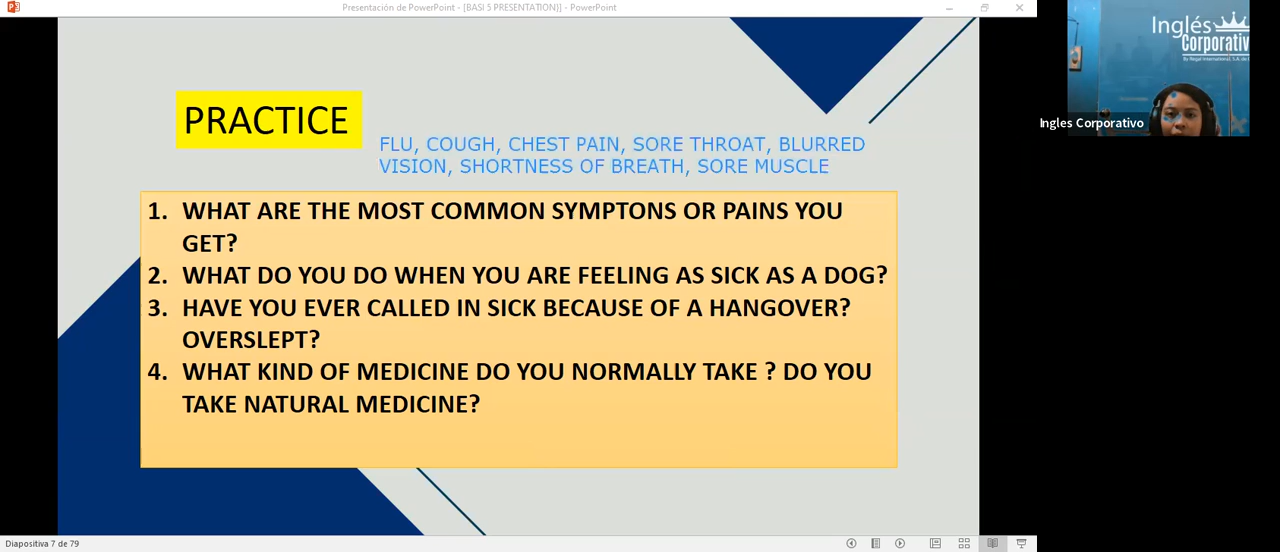 Presentación de PowerPoint - [BASI 5 PRESENTATION)] - PowerPoint
Inglés
Corporativ
By Regal International, S.A. de
Ingles Corporativo
PRACTICE
FLU, COUGH, CHEST PAIN, SORE THROAT, BLURRED
VISION, SHORTNESS OF BREATH, SORE MUSCLE
1. WHAT ARE THE MOST COMMON SYMPTONS OR PAINS YOU
GET?
2. WHAT DO YOU DO WHEN YOU ARE FEELING AS SICK AS A DOG?
3. HAVE YOU EVER CALLED IN SICK BECAUSE OF A HANGOVER?
OVERSLEPT?
4. WHAT KIND OF MEDICINE DO YOU NORMALLY TAKE ? DO YOU
TAKE NATURAL MEDICINE?
Diapositiva 7 de 79